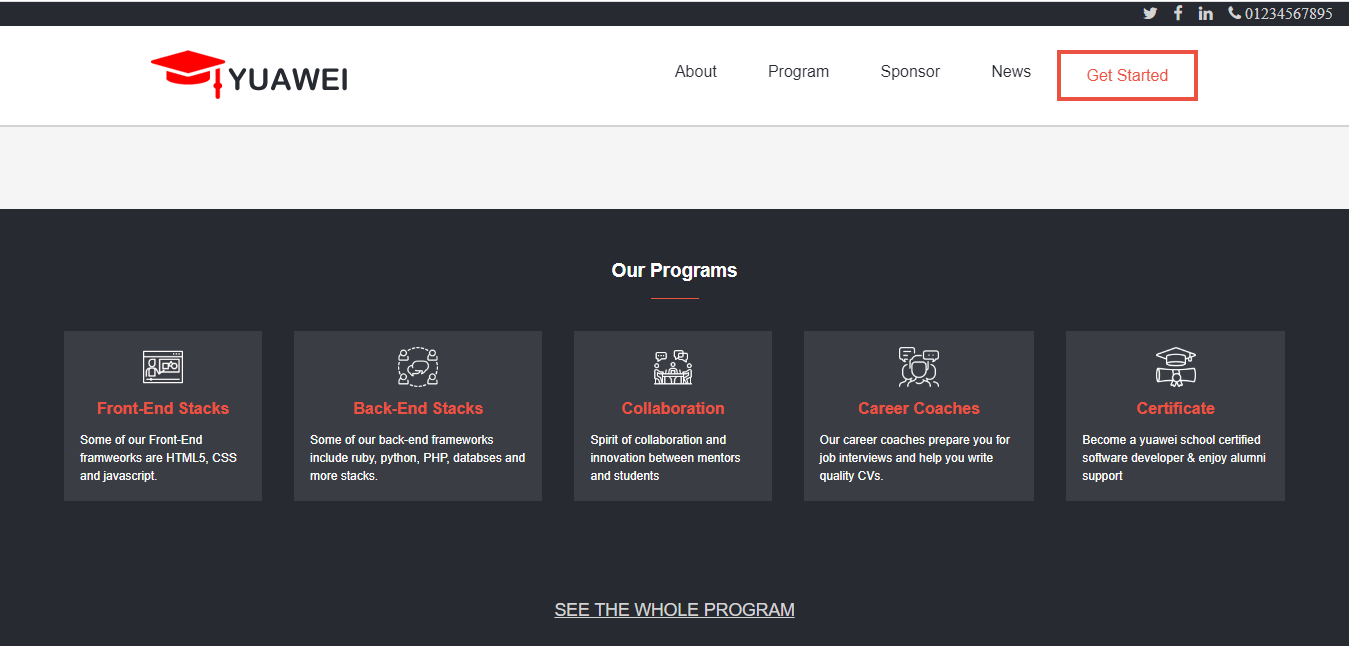 01234567895
YUAWEI
About Program Sponsor News Get Started
Our Programs
Front-End Stacks
Some of our Front-End
framweorks are HTML5, CSS
and javascript.
Back-End Stacks
Some of our back-end frameworks
include ruby, python, PHP, databses and
more stacks.
Collaboration
Spirit of collaboration and
innovation between mentors
and students
Career Coaches
Our career coaches prepare you for
job interviews and help you write
quality CVs.
Certificate
Become a yuawei school certified
software developer & enjoy alumni
support
SEE THE WHOLE PROGRAM